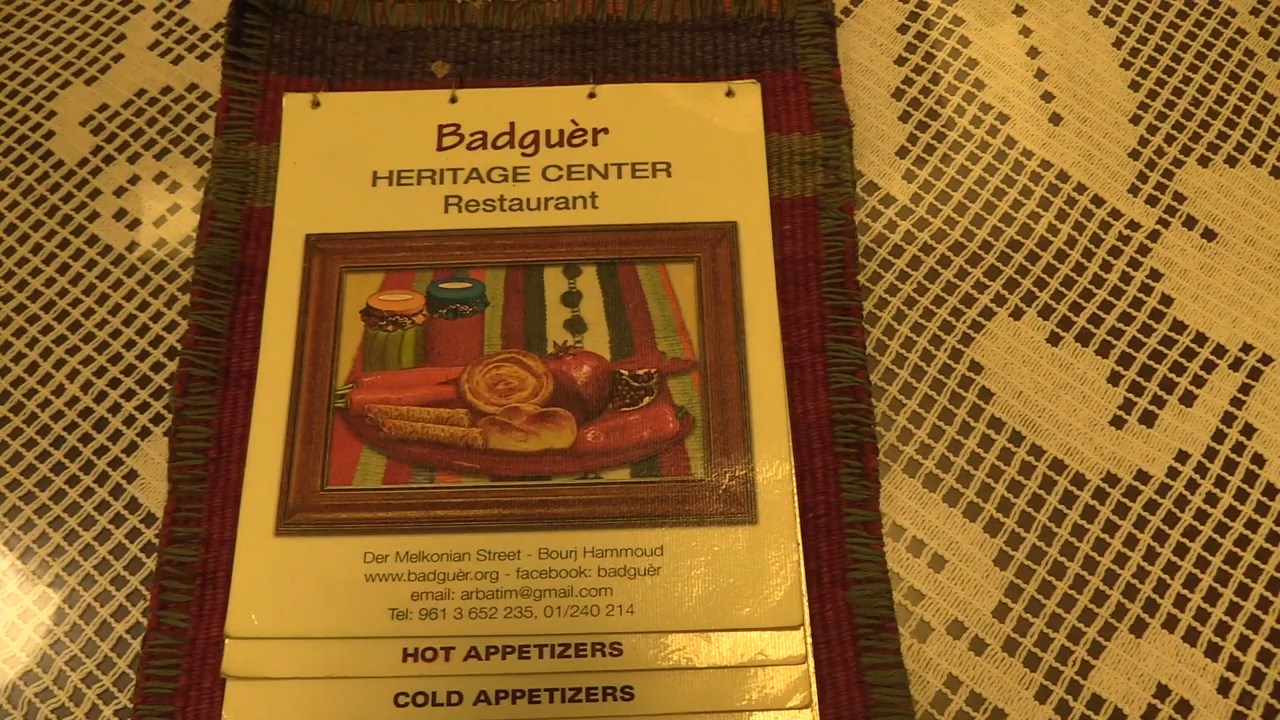 Badguèr
HERITAGE CENTER
Restaurant
Der Melkonian Street - Bourj Hammoud
www.badguèr.org - facebook: badguèr
email: arbatim@gmail.com
Tel: 961 3 652 235, 01/240 214
HOT APPETIZERS
COLD APPETIZERS